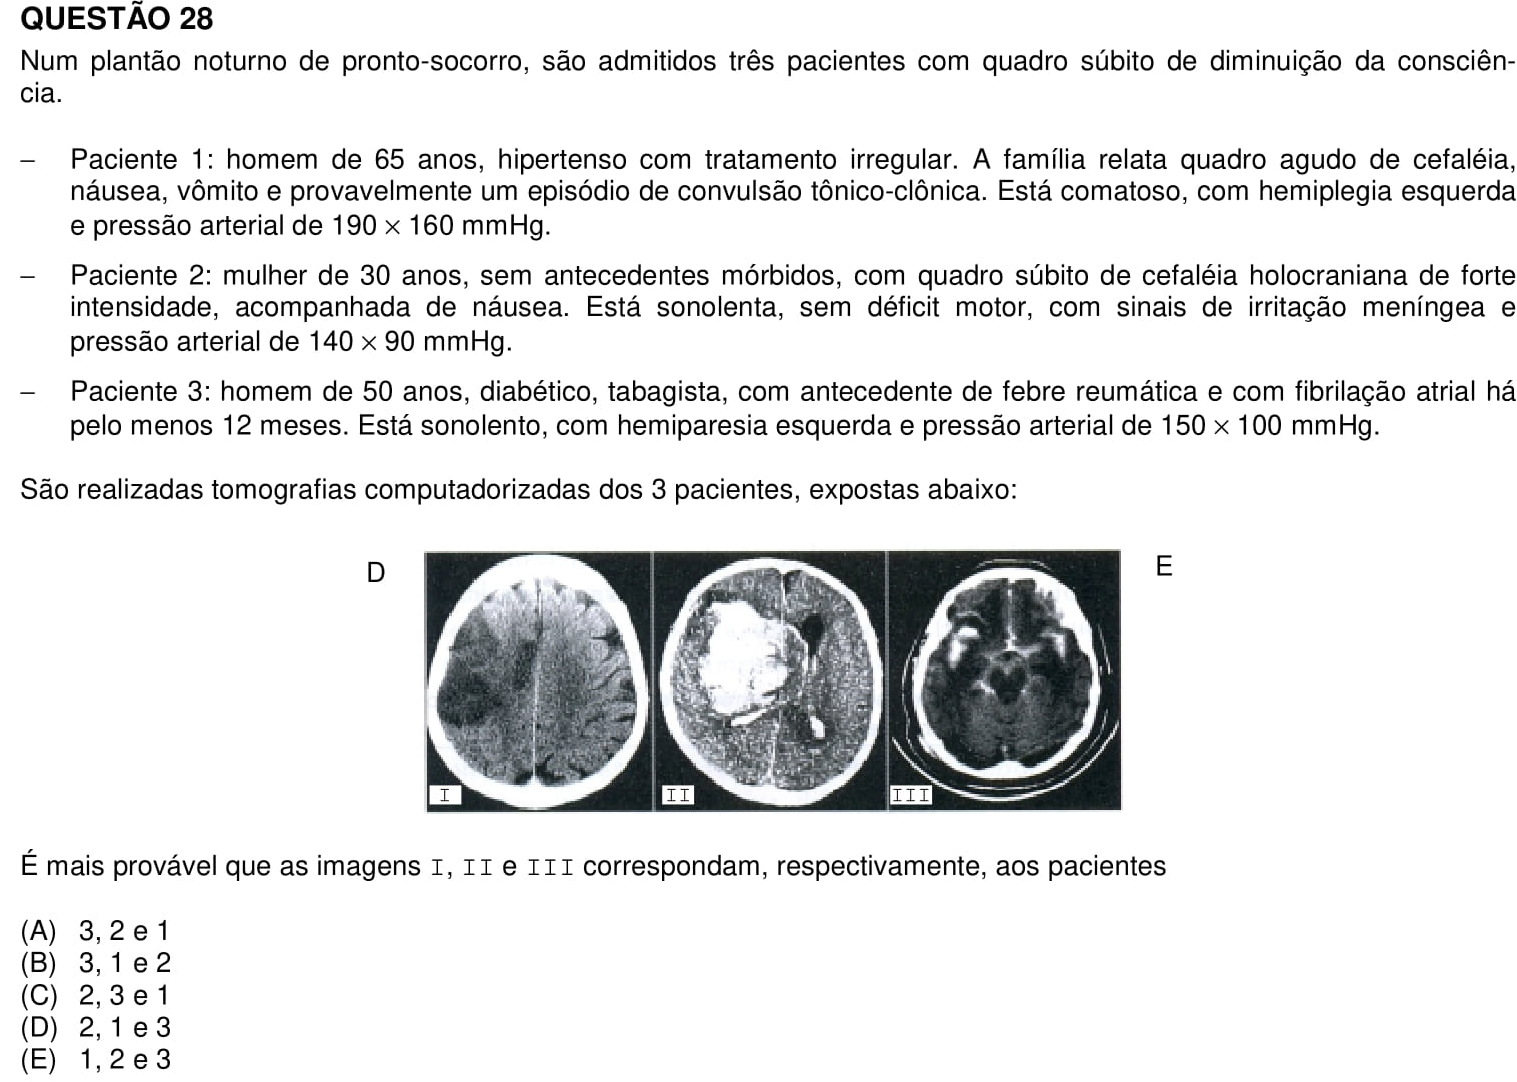 QUESTÃO 28
Num plantão noturno de pronto-socorro, são admitidos três pacientes com quadro súbito de diminuição da consciên-
cia.
– Paciente 1: homem de 65 anos, hipertenso com tratamento irregular. A família relata quadro agudo de cefaléia,
náusea, vômito e provavelmente um episódio de convulsão tônico-clônica. Está comatoso, com hemiplegia esquerda
e pressão arterial de 190 × 160 mmHg.
– Paciente 2: mulher de 30 anos, sem antecedentes mórbidos, com quadro súbito de cefaléia holocraniana de forte
intensidade, acompanhada de náusea. Está sonolenta, sem déficit motor, com sinais de irritação meníngea e
pressão arterial de 140 × 90 mmHg.
– Paciente 3: homem de 50 anos, diabético, tabagista, com antecedente de febre reumática e com fibrilação atrial há
pelo menos 12 meses. Está sonolento, com hemiparesia esquerda e pressão arterial de 150 × 100 mmHg.
São realizadas tomografias computadorizadas dos 3 pacientes, expostas abaixo:
D E
I II III
É mais provável que as imagens I, II e III correspondam, respectivamente, aos pacientes
(A) 3, 2 e 1
(B) 3, 1 e 2
(C) 2, 3 e 1
(D) 2, 1 e 3
(E) 1, 2 e 3